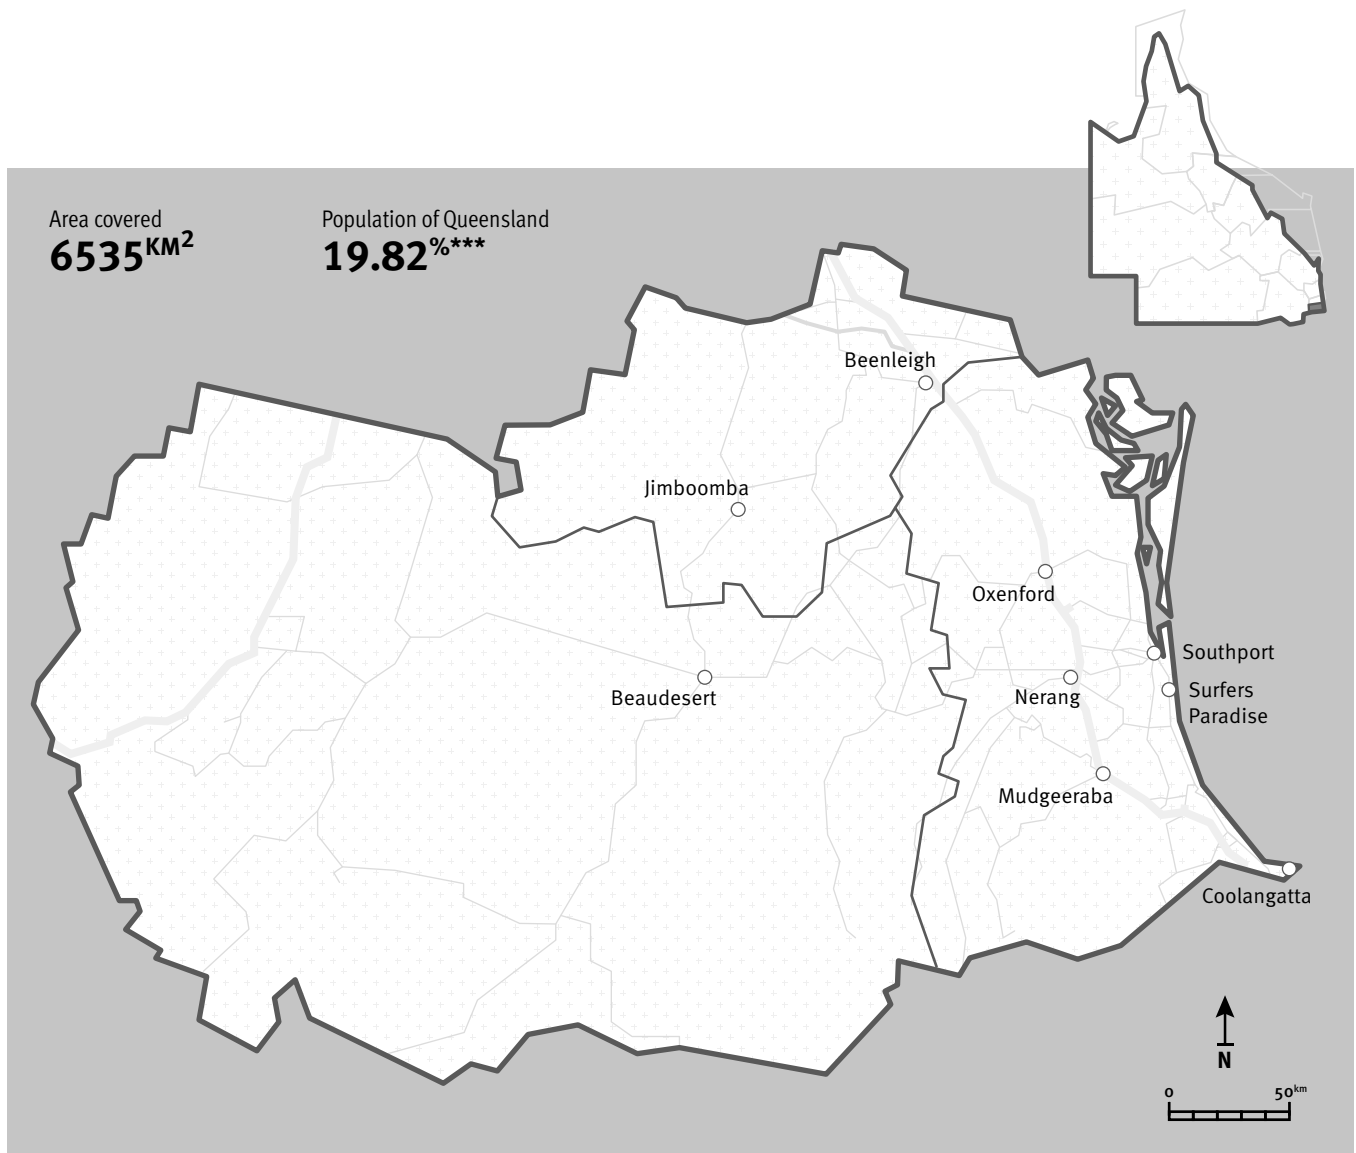 Area covered
6535KM2
Population of Queensland
19.82%***
Beenleigh
Jimboomba
Oxenford
Southport
Beaudesert
Nerang
Surfers
Paradise
Mudgeeraba
Coolangatta
N
0 50km